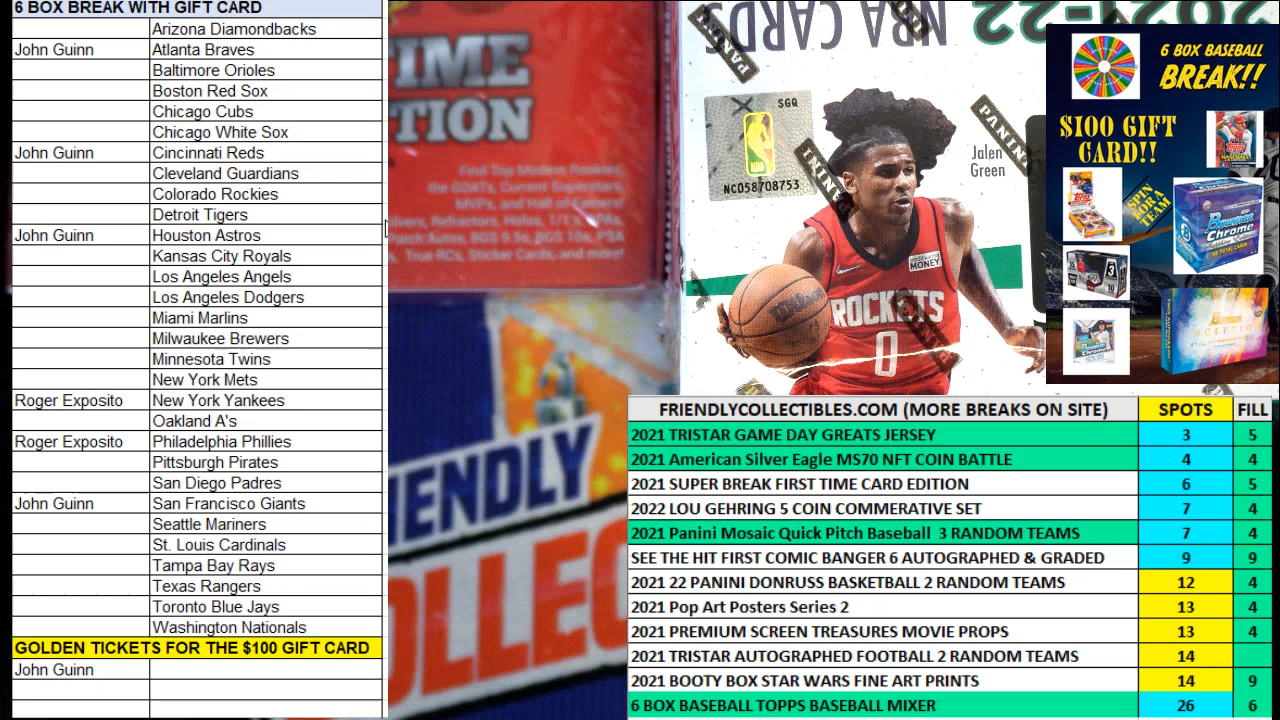 6 BOX BREAK WITH GIFT CARD
Arizona Diamondbacks
John Guinn Atlanta Braves
Baltimore Orioles
Boston Red Sox
Chicago Cubs
Chicago White Sox
John Guinn Cincinnati Reds
Cleveland Guardians
Colorado Rockies
Detroit Tigers
John Guinn Houston Astros
Kansas City Royals
Los Angeles Angels
Los Angeles Dodgers
Miami Marlins
Milwaukee Brewers
Minnesota Twins
New York Mets
Roger Exposito New York Yankees
Oakland A's
Roger Exposito Philadelphia Phillies
Pittsburgh Pirates
San Diego Padres
John Guinn San Francisco Giants
Seattle Mariners
St. Louis Cardinals
Tampa Bay Rays
Texas Rangers
Toronto Blue Jays
Washington Nationals
GOLDEN TICKETS FOR THE $100 GIFT CARD
John Guinn
IME
TION
Find Top Modern Rookies,
the GOATs, Current Superstars,
MVPs, and Hall of Famers!
Refractors, Holos, 1/1's, RPAs,
Patch Autos, BGS 9.5s, BGS 10s, PSA
True RCs, Sticker Cards, and more!
IENDLY
OLLEC
2021-22
NBA CARDS
PANINI
SGQ
NBA
NC058708753
PANINI
PANINI
Jalen
Green
MONEY
ROCKETS
0
Wilson
6 BOX BASEBALL
BREAK!!
$100 GIFT
CARD!!
SPIN
FOR A
TEAM
Topps
BASEBALL
Bowman
Chrome
Bowman
Chrome
3
INCEPTION
FRIENDLYCOLLECTIBLES.COM (MORE BREAKS ON SITE) SPOTS FILL
2021 TRISTAR GAME DAY GREATS JERSEY 3 5
2021 American Silver Eagle MS70 NFT COIN BATTLE 4 4
2021 SUPER BREAK FIRST TIME CARD EDITION 6 5
2022 LOU GEHRING 5 COIN COMMERATIVE SET 7 4
2021 Panini Mosaic Quick Pitch Baseball 3 RANDOM TEAMS 7 4
SEE THE HIT FIRST COMIC BANGER 6 AUTOGRAPHED & GRADED 9 9
2021 22 PANINI DONRUSS BASKETBALL 2 RANDOM TEAMS 12 4
2021 Pop Art Posters Series 2 13 4
2021 PREMIUM SCREEN TREASURES MOVIE PROPS 13 4
2021 TRISTAR AUTOGRAPHED FOOTBALL 2 RANDOM TEAMS 14
2021 BOOTY BOX STAR WARS FINE ART PRINTS 14 9
6 BOX BASEBALL TOPPS BASEBALL MIXER 26 6